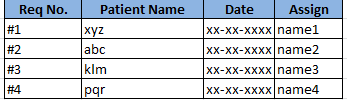 Req No. Patient Name Date Assign
#1 xyz xx-xx-xxxx name1
#2 abc xx-xx-xxxx name2
#3 klm xx-xx-xxxx name3
#4 pqr xx-xx-xxxx name4